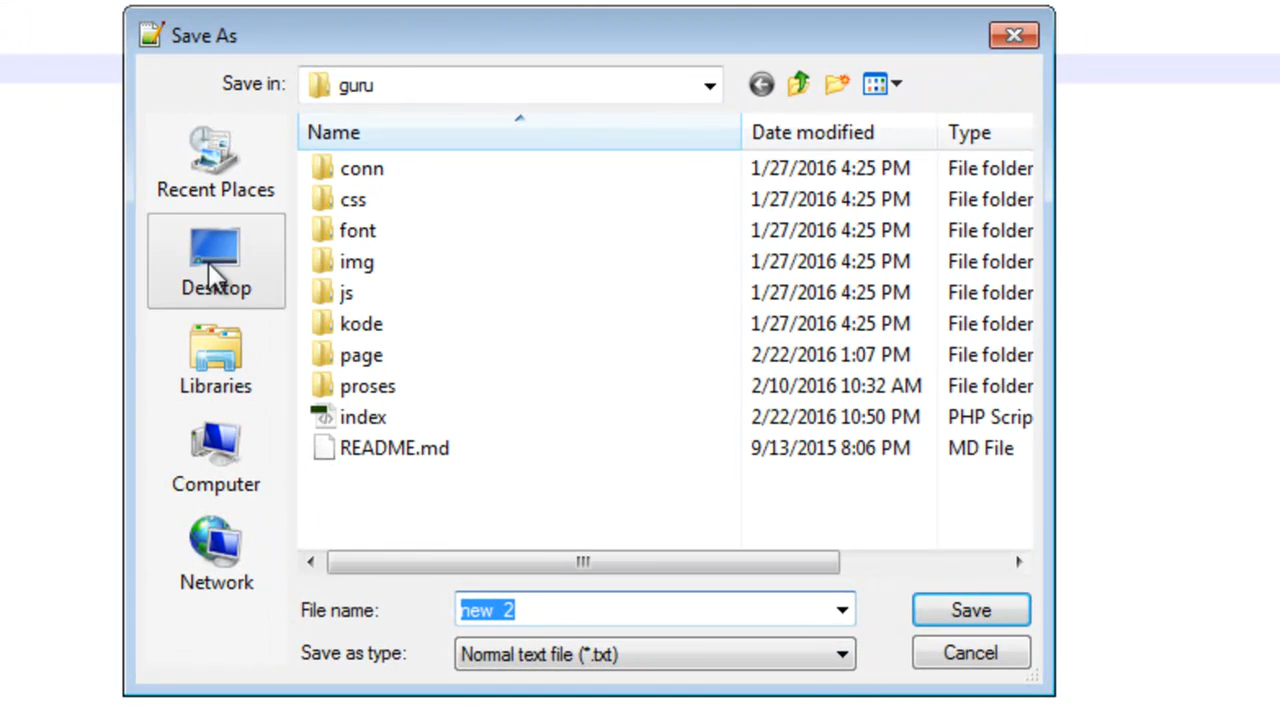 Save As
Save in: guru
Name Date modified Type
conn 1/27/2016 4:25 PM File folder
css 1/27/2016 4:25 PM File folder
font 1/27/2016 4:25 PM File folder
img 1/27/2016 4:25 PM File folder
js 1/27/2016 4:25 PM File folder
kode 1/27/2016 4:25 PM File folder
page 2/22/2016 1:07 PM File folder
proses 2/10/2016 10:32 AM File folder
index 2/22/2016 10:50 PM PHP Scrip
README.md 9/13/2015 8:06 PM MD File
Recent Places
Desktop
Libraries
Computer
Network
File name: new 2 Save
Save as type: Normal text file (*.txt) Cancel